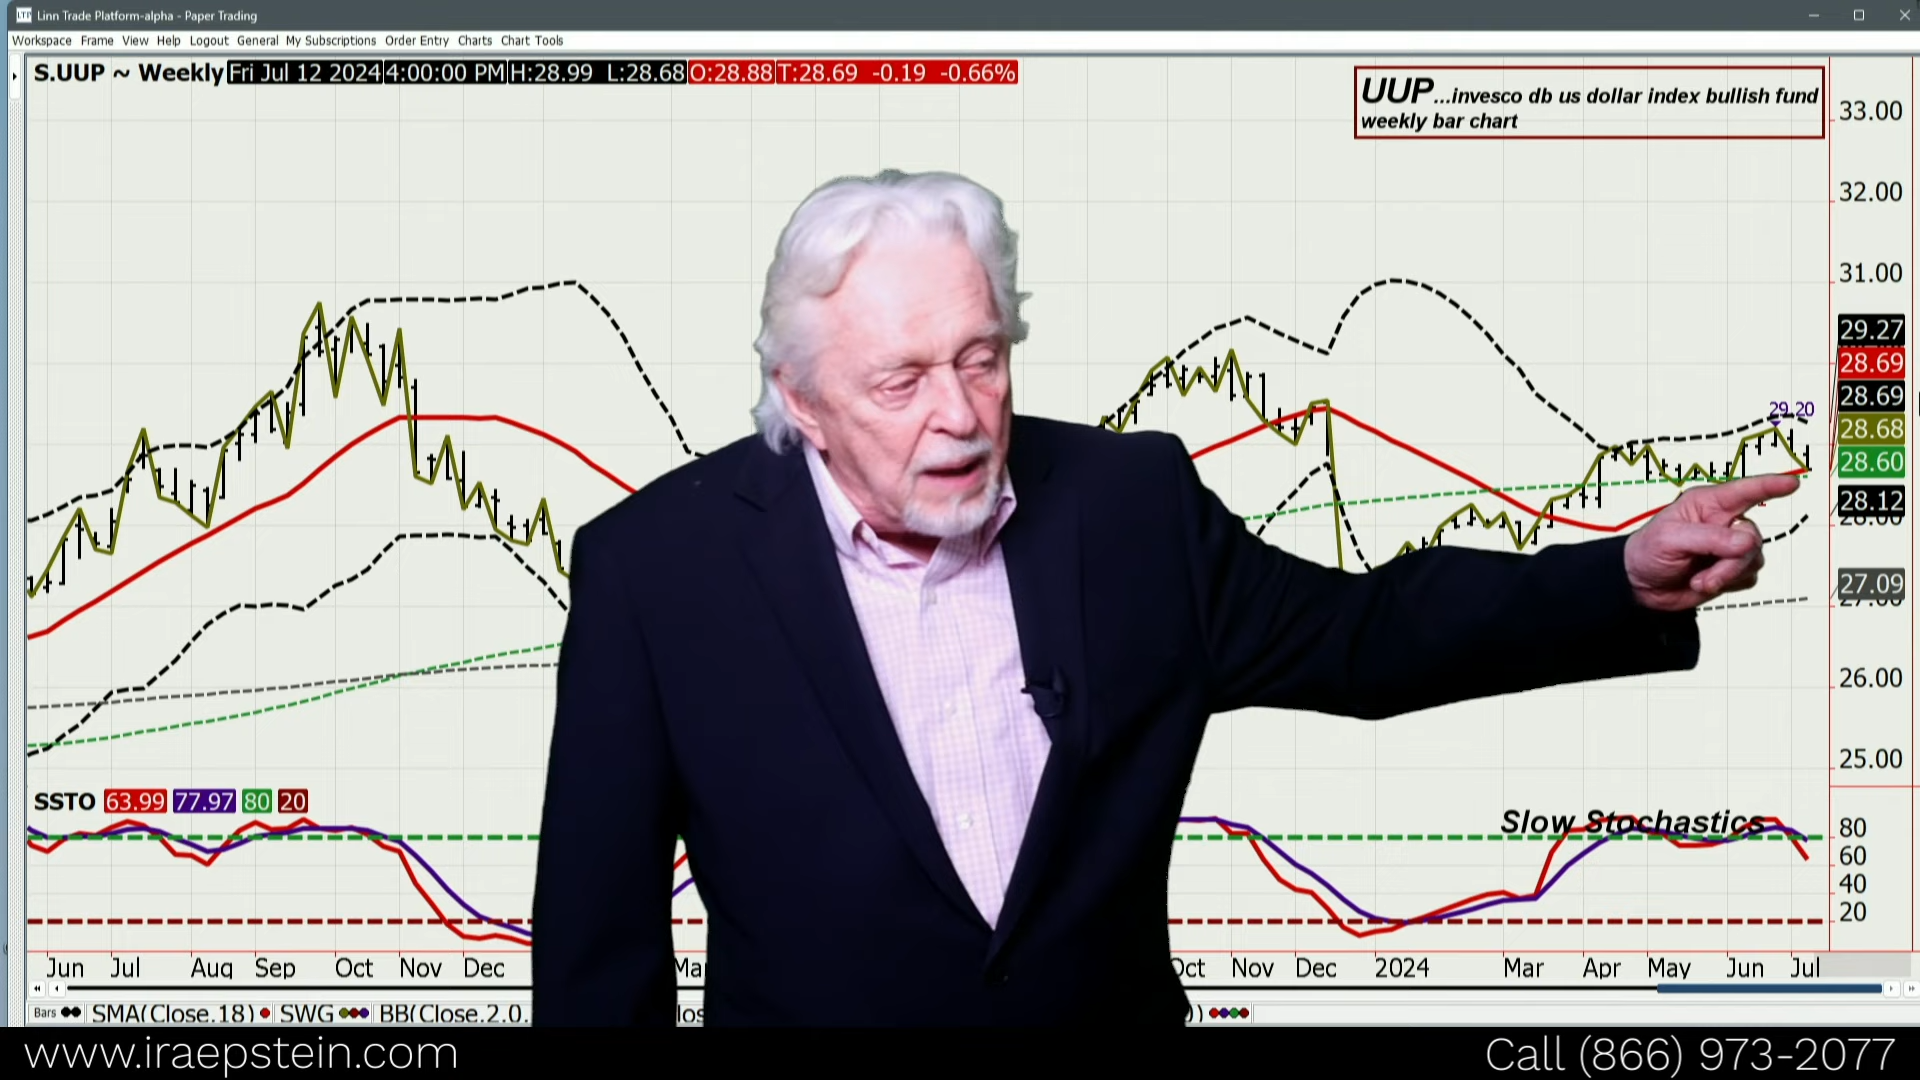 Linn Trade Platform-alpha - Paper Trading
Workspace Frame View Help Logout General My Subscriptions Order Entry Charts Chart Tools
S.UUP ~ Weekly Fri Jul 12 2024 4:00:00 PM H:28.99 L:28.68 O:28.88 T:28.69 -0.19 -0.66%
UUP...invesco db us dollar index bullish fund
weekly bar chart
33.00
32.00
31.00
29.27
28.69
28.69
29.20
28.68
28.60
28.12
28.00
27.09
27.00
26.00
25.00
SSTO 63.99 77.97 80 20
Slow Stochastics
80
60
40
20
Jun Jul Aug Sep Oct Nov Dec Ma Oct Nov Dec 2024 Mar Apr May Jun Jul
Bars SMA(Close,18) SWG BB(Close,2.0,
www.iraepstein.com
Call (866) 973-2077